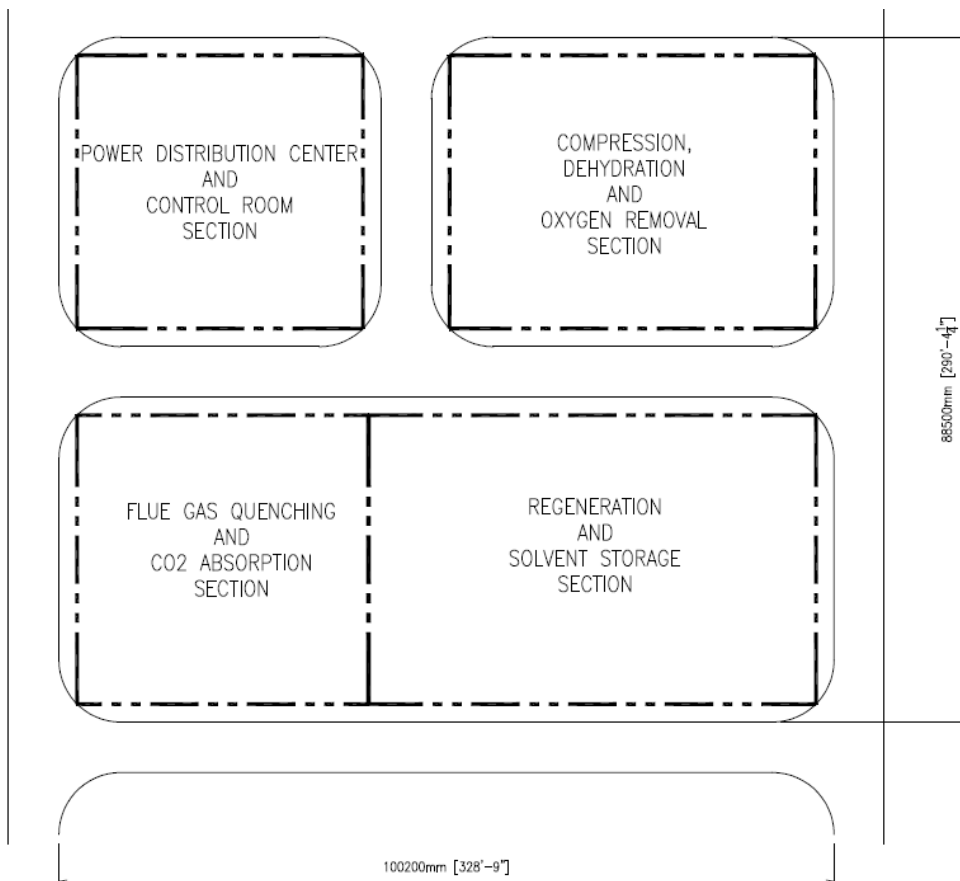 POWER DISTRIBUTION CENTER
AND
CONTROL ROOM
SECTION
COMPRESSION,
DEHYDRATION
AND
OXYGEN REMOVAL
SECTION
88500mm [290'-4¼"]
FLUE GAS QUENCHING
AND
CO2 ABSORPTION
SECTION
REGENERATION
AND
SOLVENT STORAGE
SECTION
100200mm [328'-9"]